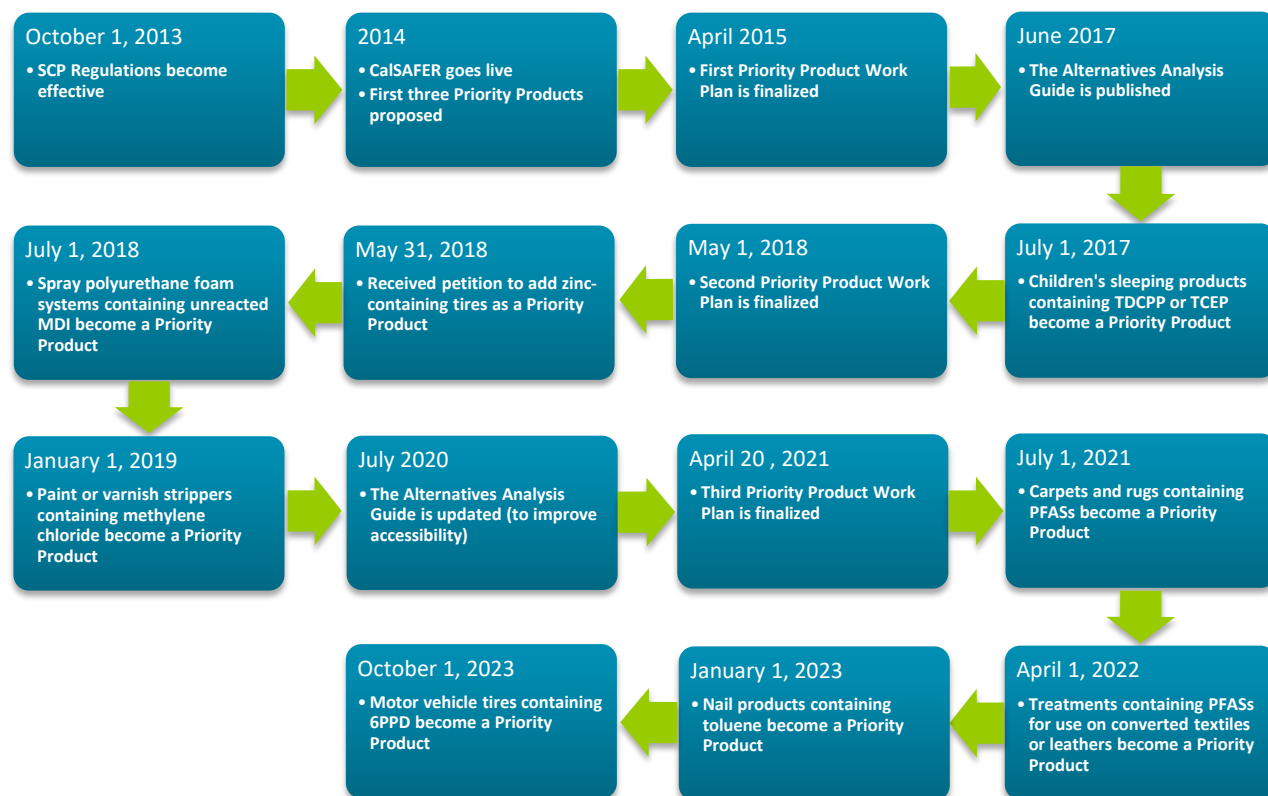 October 1, 2013
• SCP Regulations become
effective
2014
• CalSAFER goes live
• First three Priority Products
proposed
April 2015
• First Priority Product Work
Plan is finalized
June 2017
• The Alternatives Analysis
Guide is published
July 1, 2017
• Children's sleeping products
containing TDCPP or TCEP
become a Priority Product
May 1, 2018
• Second Priority Product Work
Plan is finalized
May 31, 2018
• Received petition to add zinc-
containing tires as a Priority
Product
July 1, 2018
• Spray polyurethane foam
systems containing unreacted
MDI become a Priority
Product
January 1, 2019
• Paint or varnish strippers
containing methylene
chloride become a Priority
Product
July 2020
• The Alternatives Analysis
Guide is updated (to improve
accessibility)
April 20 , 2021
• Third Priority Product Work
Plan is finalized
July 1, 2021
• Carpets and rugs containing
PFASs become a Priority
Product
April 1, 2022
• Treatments containing PFASs
for use on converted textiles
or leathers become a Priority
Product
January 1, 2023
• Nail products containing
toluene become a Priority
Product
October 1, 2023
• Motor vehicle tires containing
6PPD become a Priority
Product